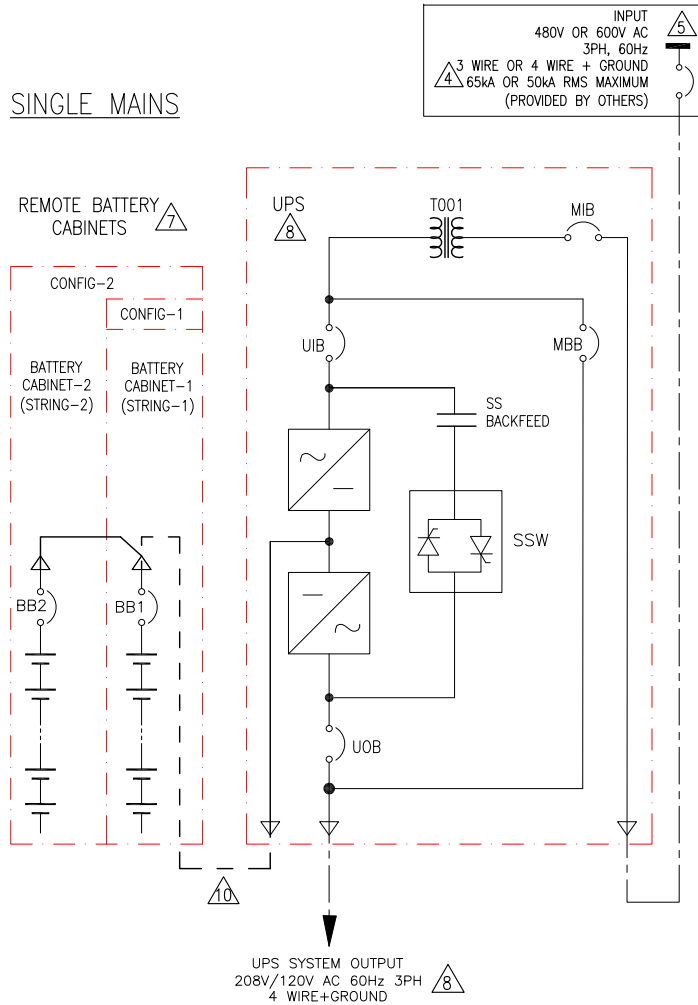 INPUT
480V OR 600V AC
5
3PH, 60Hz
3 WIRE OR 4 WIRE + GROUND
4
65kA OR 50kA RMS MAXIMUM
(PROVIDED BY OTHERS)
SINGLE MAINS
REMOTE BATTERY
CABINETS
7
UPS
8
T001
MIB
CONFIG-2
CONFIG-1
UIB
MBB
BATTERY
CABINET-2
(STRING-2)
BATTERY
CABINET-1
(STRING-1)
SS
BACKFEED
SSW
BB2
BB1
UOB
10
UPS SYSTEM OUTPUT
208V/120V AC 60Hz 3PH
4 WIRE+GROUND
8